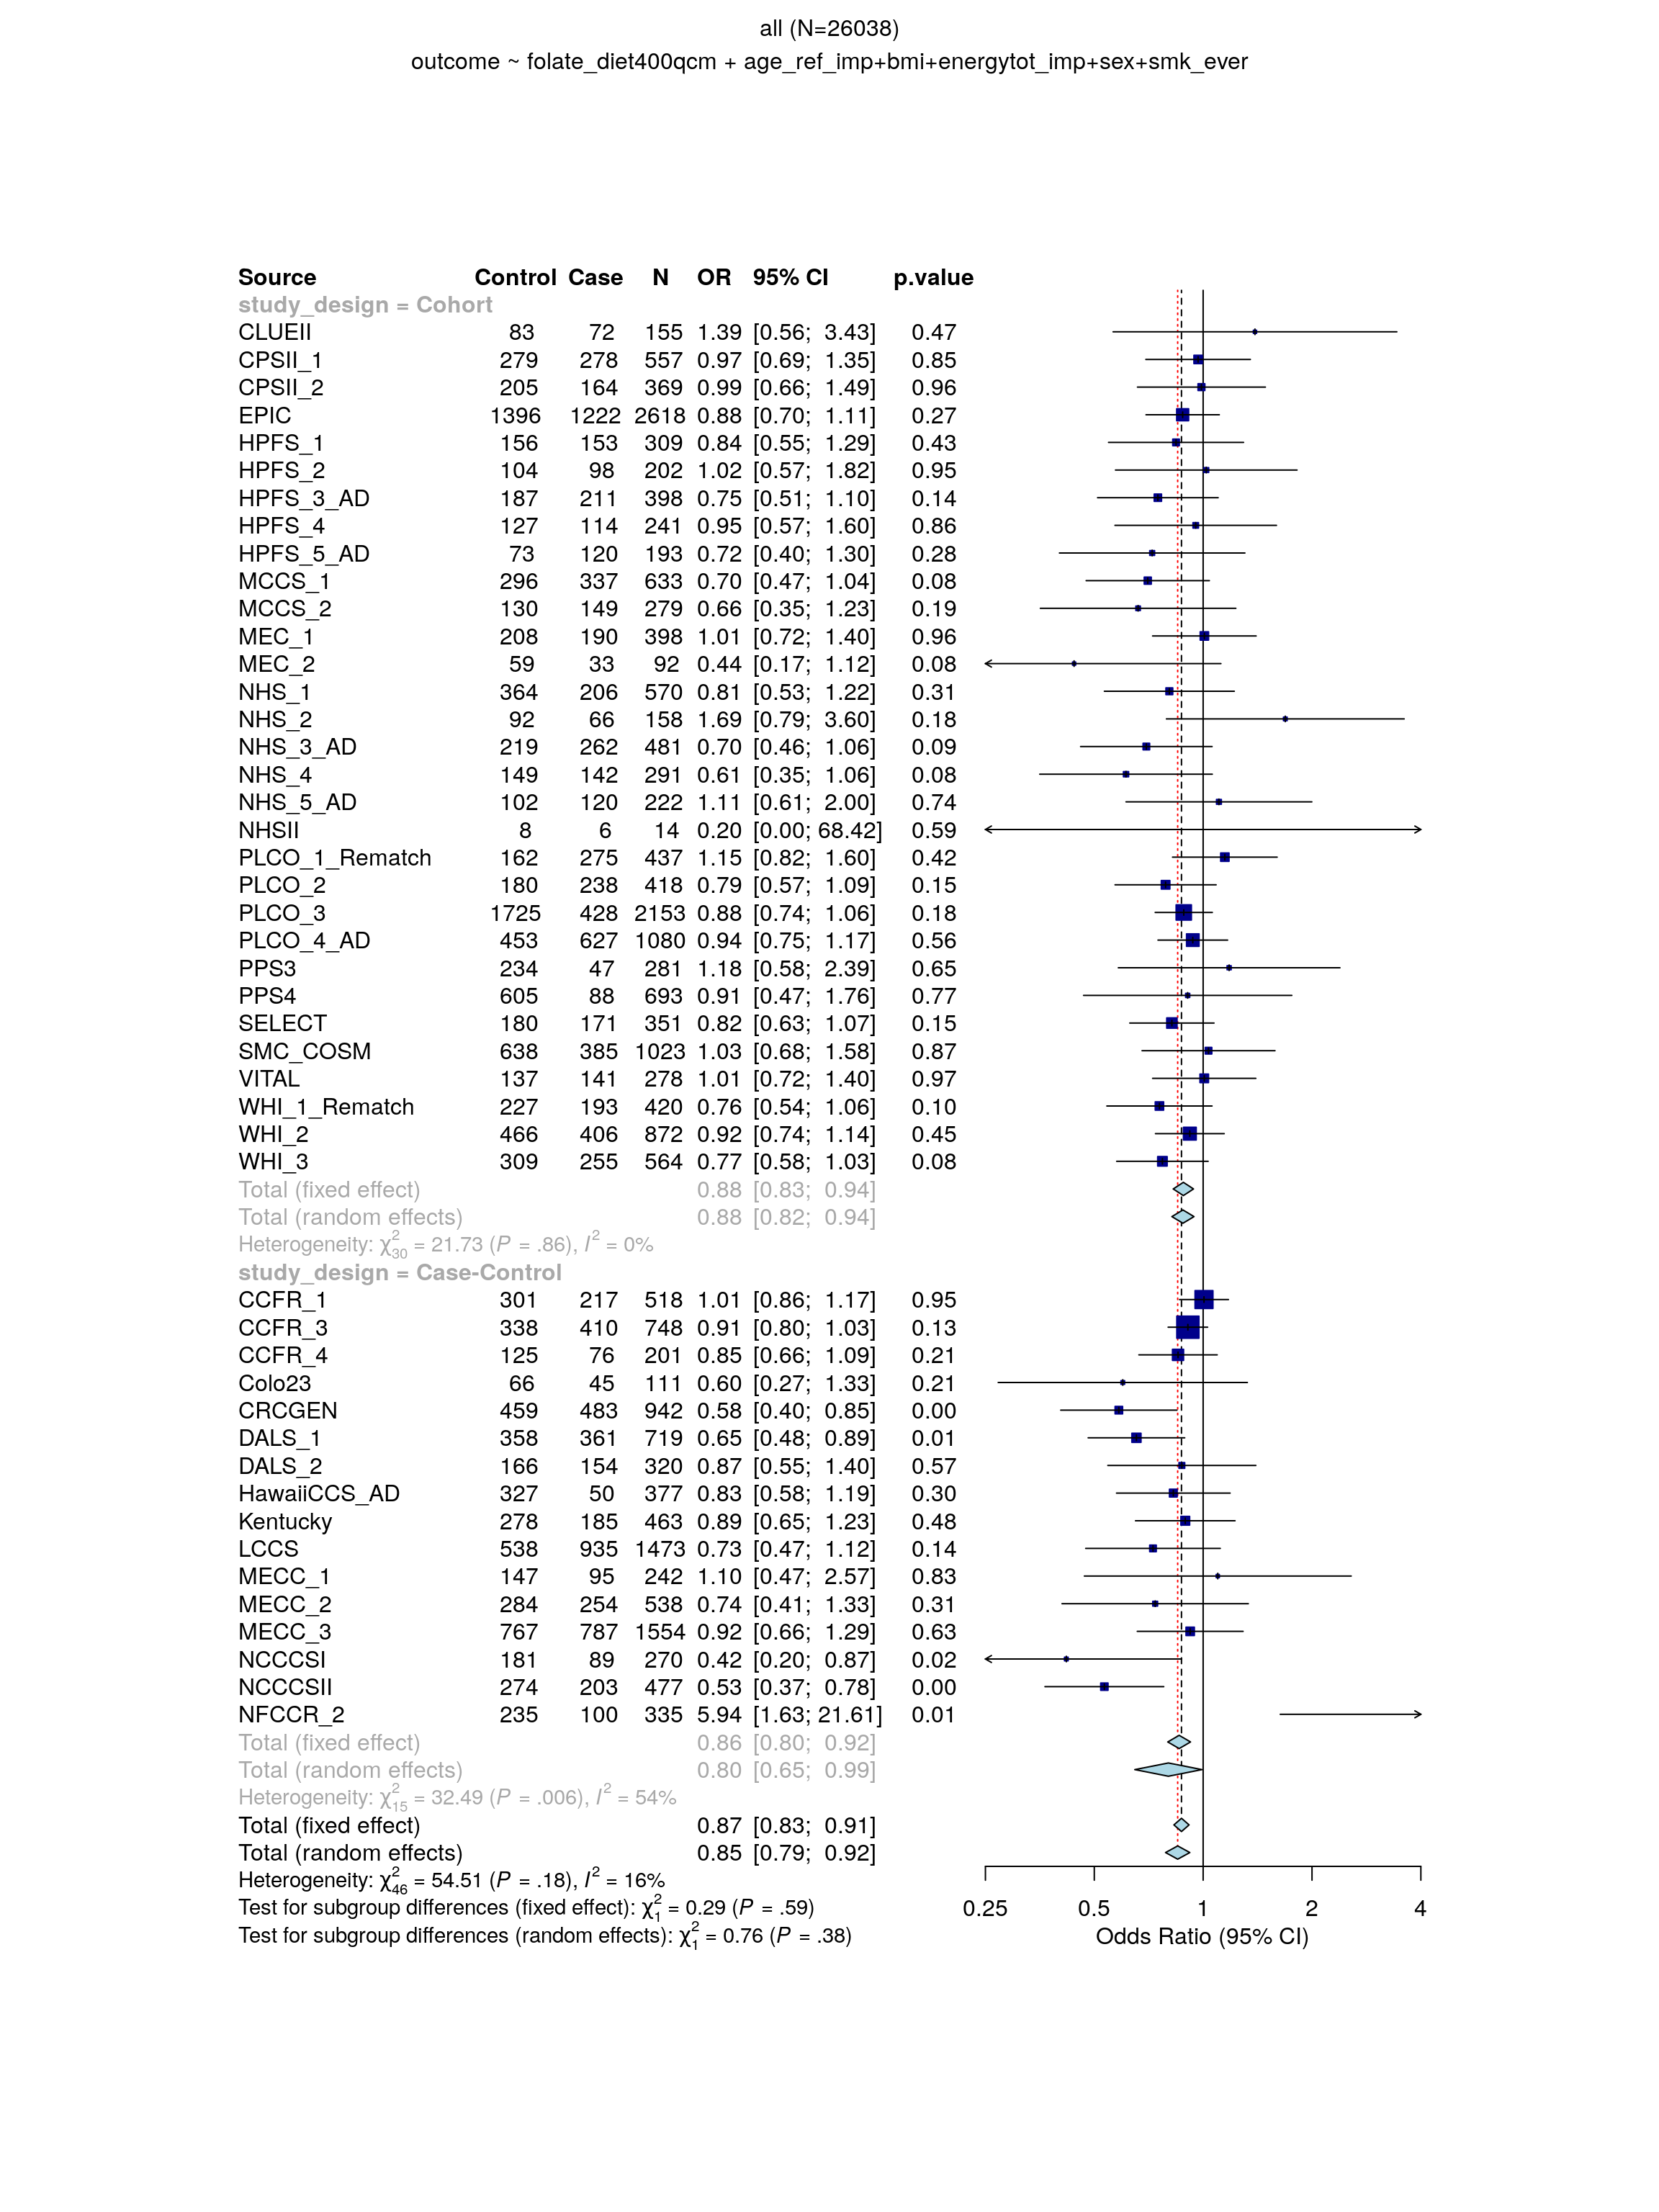 all (N=26038)
outcome ~ folate_diet400qcm + age_ref_imp+bmi+energytot_imp+sex+smk_ever
Source Control Case N OR 95% CI p.value
study_design = Cohort
CLUEII 83 72 155 1.39 [0.56; 3.43] 0.47
CPSII_1 279 278 557 0.97 [0.69; 1.35] 0.85
CPSII_2 205 164 369 0.99 [0.66; 1.49] 0.96
EPIC 1396 1222 2618 0.88 [0.70; 1.11] 0.27
HPFS_1 156 153 309 0.84 [0.55; 1.29] 0.43
HPFS_2 104 98 202 1.02 [0.57; 1.82] 0.95
HPFS_3_AD 187 211 398 0.75 [0.51; 1.10] 0.14
HPFS_4 127 114 241 0.95 [0.57; 1.60] 0.86
HPFS_5_AD 73 120 193 0.72 [0.40; 1.30] 0.28
MCCS_1 296 337 633 0.70 [0.47; 1.04] 0.08
MCCS_2 130 149 279 0.66 [0.35; 1.23] 0.19
MEC_1 208 190 398 1.01 [0.72; 1.40] 0.96
MEC_2 59 33 92 0.44 [0.17; 1.12] 0.08
NHS_1 364 206 570 0.81 [0.53; 1.22] 0.31
NHS_2 92 66 158 1.69 [0.79; 3.60] 0.18
NHS_3_AD 219 262 481 0.70 [0.46; 1.06] 0.09
NHS_4 149 142 291 0.61 [0.35; 1.06] 0.08
NHS_5_AD 102 120 222 1.11 [0.61; 2.00] 0.74
NHSII 8 6 14 0.20 [0.00; 68.42] 0.59
PLCO_1_Rematch 162 275 437 1.15 [0.82; 1.60] 0.42
PLCO_2 180 238 418 0.79 [0.57; 1.09] 0.15
PLCO_3 1725 428 2153 0.88 [0.74; 1.06] 0.18
PLCO_4_AD 453 627 1080 0.94 [0.75; 1.17] 0.56
PPS3 234 47 281 1.18 [0.58; 2.39] 0.65
PPS4 605 88 693 0.91 [0.47; 1.76] 0.77
SELECT 180 171 351 0.82 [0.63; 1.07] 0.15
SMC_COSM 638 385 1023 1.03 [0.68; 1.58] 0.87
VITAL 137 141 278 1.01 [0.72; 1.40] 0.97
WHI_1_Rematch 227 193 420 0.76 [0.54; 1.06] 0.10
WHI_2 466 406 872 0.92 [0.74; 1.14] 0.45
WHI_3 309 255 564 0.77 [0.58; 1.03] 0.08
Total (fixed effect) 0.88 [0.83; 0.94]
Total (random effects) 0.88 [0.82; 0.94]
Heterogeneity: χ²₃₀ = 21.73 (P = .86), I² = 0%
study_design = Case-Control
CCFR_1 301 217 518 1.01 [0.86; 1.17] 0.95
CCFR_3 338 410 748 0.91 [0.80; 1.03] 0.13
CCFR_4 125 76 201 0.85 [0.66; 1.09] 0.21
Colo23 66 45 111 0.60 [0.27; 1.33] 0.21
CRCGEN 459 483 942 0.58 [0.40; 0.85] 0.00
DALS_1 358 361 719 0.65 [0.48; 0.89] 0.01
DALS_2 166 154 320 0.87 [0.55; 1.40] 0.57
HawaiiCCS_AD 327 50 377 0.83 [0.58; 1.19] 0.30
Kentucky 278 185 463 0.89 [0.65; 1.23] 0.48
LCCS 538 935 1473 0.73 [0.47; 1.12] 0.14
MECC_1 147 95 242 1.10 [0.47; 2.57] 0.83
MECC_2 284 254 538 0.74 [0.41; 1.33] 0.31
MECC_3 767 787 1554 0.92 [0.66; 1.29] 0.63
NCCCSI 181 89 270 0.42 [0.20; 0.87] 0.02
NCCCSII 274 203 477 0.53 [0.37; 0.78] 0.00
NFCCR_2 235 100 335 5.94 [1.63; 21.61] 0.01
Total (fixed effect) 0.86 [0.80; 0.92]
Total (random effects) 0.80 [0.65; 0.99]
Heterogeneity: χ²₁₅ = 32.49 (P = .006), I² = 54%
Total (fixed effect) 0.87 [0.83; 0.91]
Total (random effects) 0.85 [0.79; 0.92]
Heterogeneity: χ²₄₆ = 54.51 (P = .18), I² = 16%
Test for subgroup differences (fixed effect): χ²₁ = 0.29 (P = .59)
Test for subgroup differences (random effects): χ²₁ = 0.76 (P = .38)
0.25 0.5 1 2 4
Odds Ratio (95% CI)